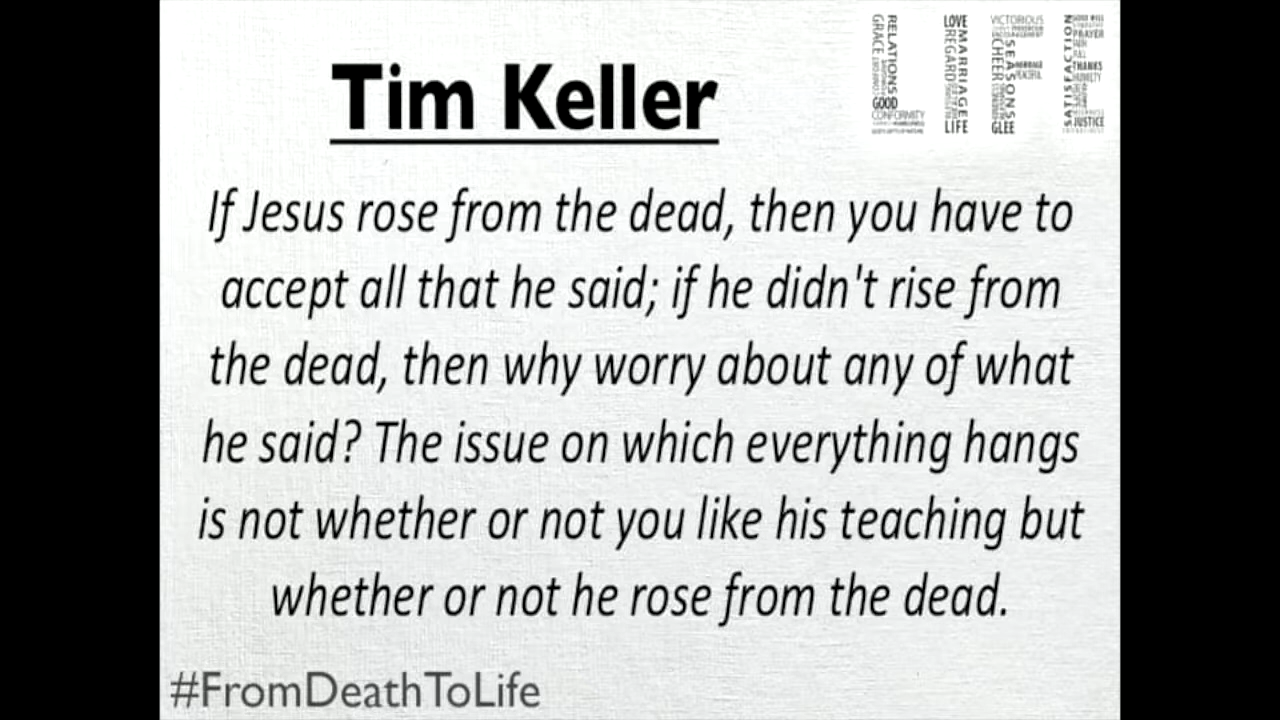 Tim Keller
If Jesus rose from the dead, then you have to
accept all that he said; if he didn't rise from
the dead, then why worry about any of what
he said? The issue on which everything hangs
is not whether or not you like his teaching but
whether or not he rose from the dead.
#FromDeathToLife
RELATIONS
GRACE
GOOD
CONFORMITY
LOVE
MARRIAGE
REGARD
LIFE
VICTORIOUS
CHEER
SEASONS
GLEE
PRAYER
THANKS
SATISFACTION
JUSTICE